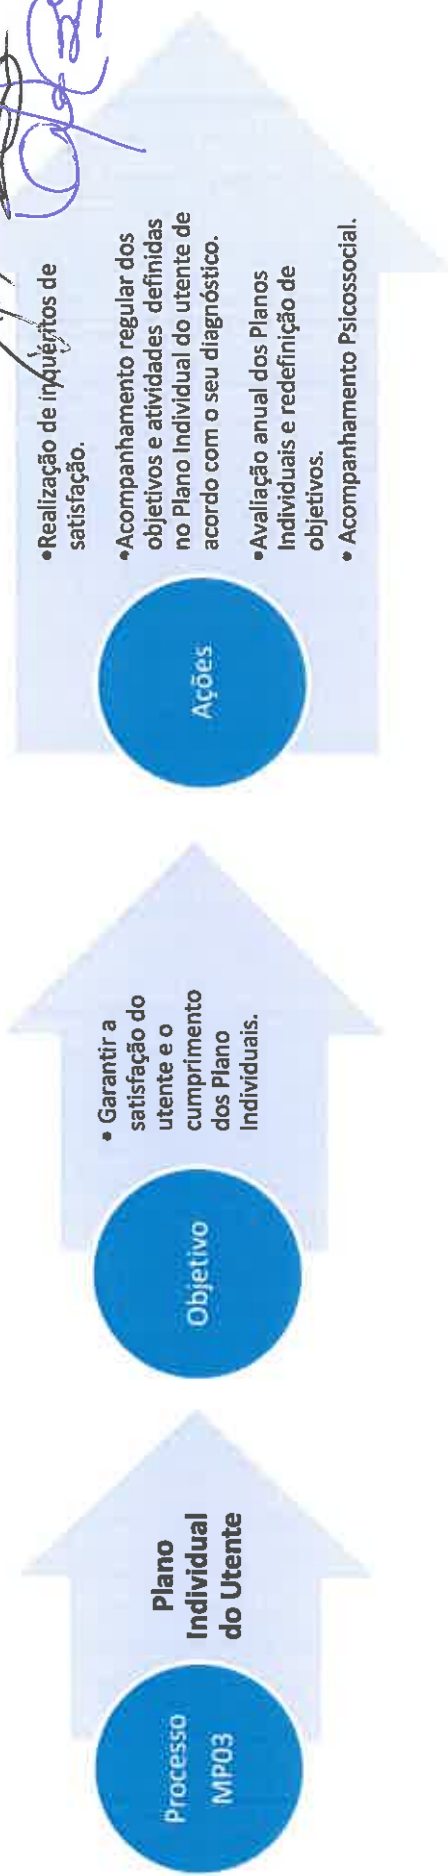 Processo
MP03
Plano
Individual
do Utente
Objetivo
• Garantir a
satisfação do
utente e o
cumprimento
dos Plano
Individuais.
Ações
•Realização de inquéritos de
satisfação.
•Acompanhamento regular dos
objetivos e atividades definidas
no Plano Individual do utente de
acordo com o seu diagnóstico.
•Avaliação anual dos Planos
Individuais e redefinição de
objetivos.
• Acompanhamento Psicossocial.